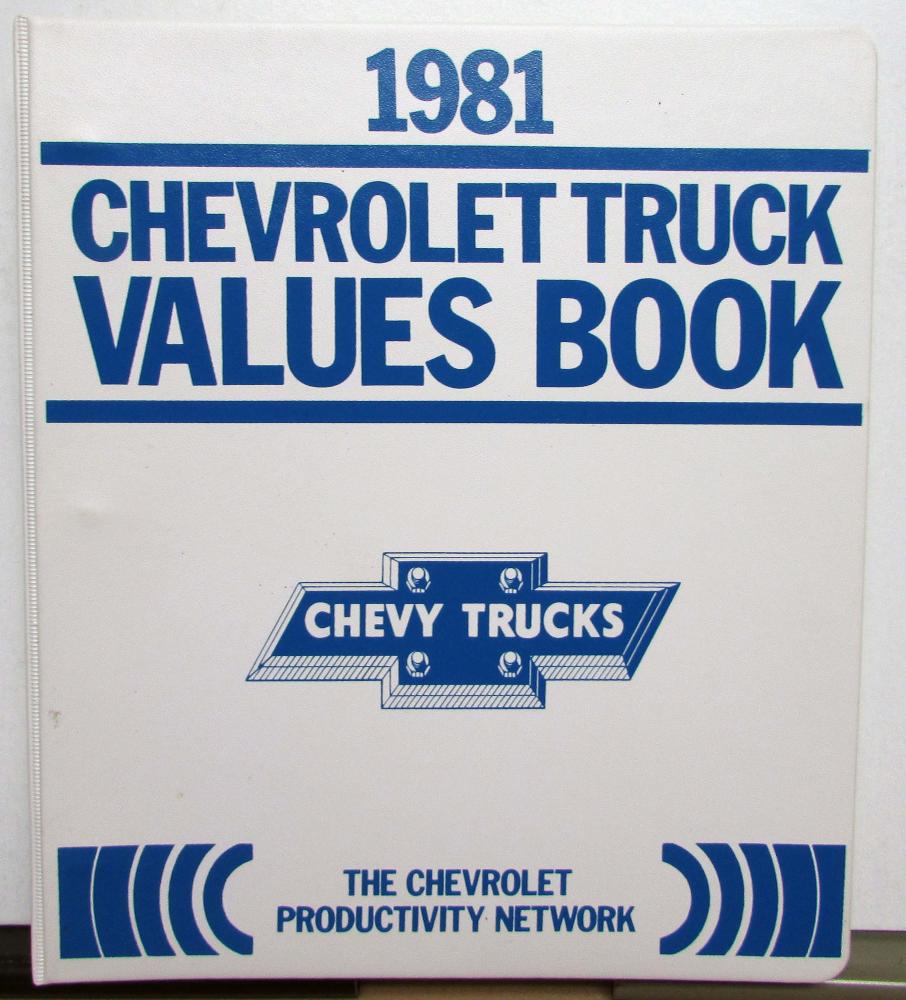 1981
CHEVROLET TRUCK
VALUES BOOK
CHEVY TRUCKS
THE CHEVROLET
PRODUCTIVITY NETWORK